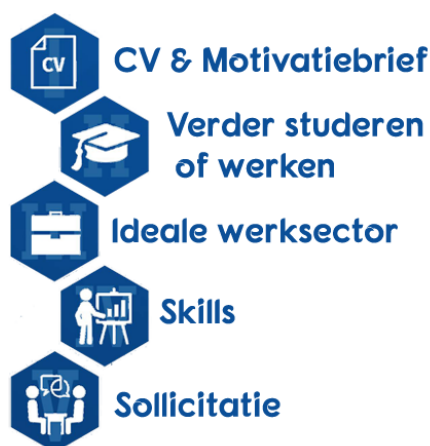 CV
CV & Motivatiebrief
Verder studeren
of werken
Ideale werksector
Skills
Sollicitatie